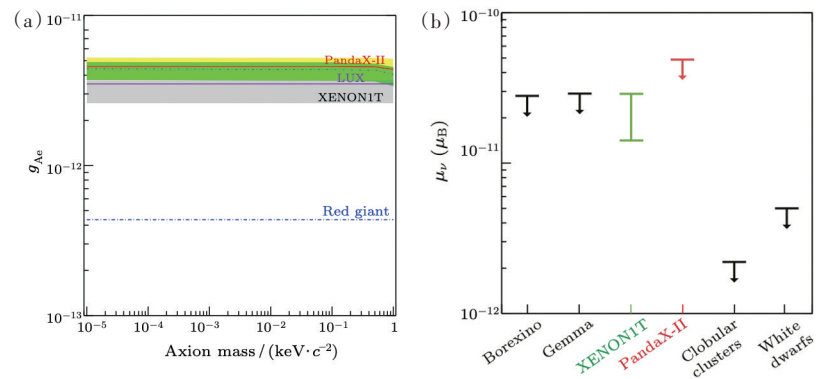 (a)
10⁻¹¹
10⁻¹²
10⁻¹³
g_Ae
PandaX-II
LUX
XENON1T
Red giant
10⁻⁵
10⁻⁴
10⁻³
10⁻²
10⁻¹
1
Axion mass/(keV·c⁻²)
(b)
10⁻¹⁰
10⁻¹¹
10⁻¹²
μ_ν (μ_B)
Borexino
Gemma
XENON1T
PandaX-II
Clobular
clusters
White
dwarfs